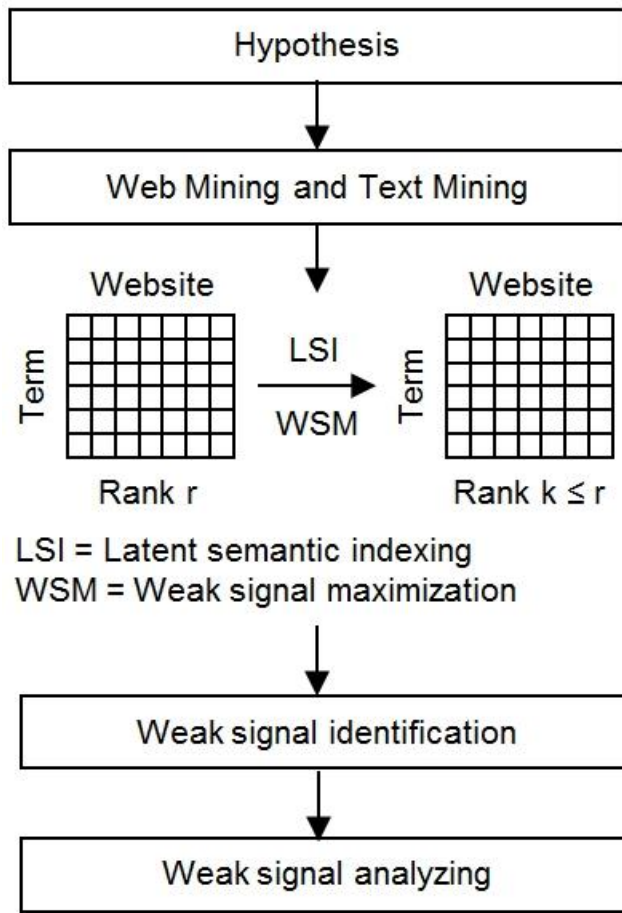 Hypothesis
Web Mining and Text Mining
Website
Term
Rank r
LSI
WSM
Website
Term
Rank k ≤ r
LSI = Latent semantic indexing
WSM = Weak signal maximization
Weak signal identification
Weak signal analyzing